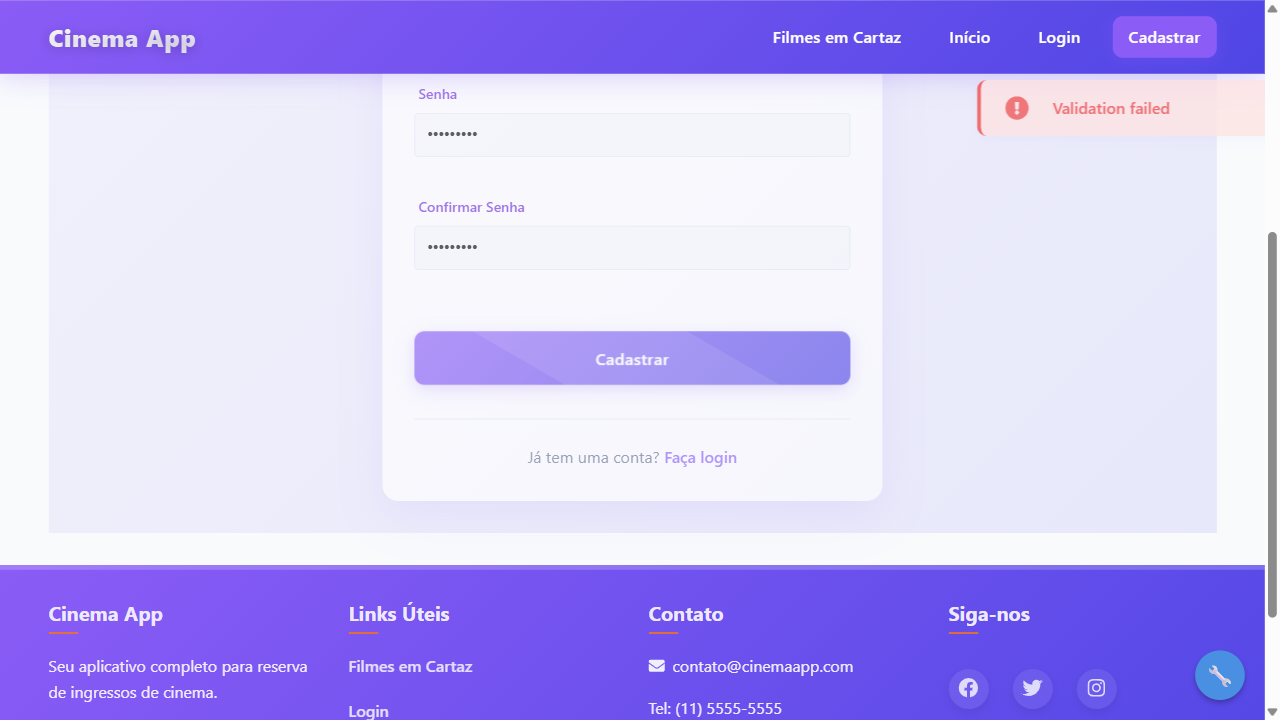 Cinema App
Filmes em Cartaz
Início
Login
Cadastrar
Validation failed
Senha
•••••••••
Confirmar Senha
•••••••••
Cadastrar
Já tem uma conta? Faça login
Cinema App
Seu aplicativo completo para reserva
de ingressos de cinema.
Links Úteis
Filmes em Cartaz
Login
Contato
contato@cinemaapp.com
Tel: (11) 5555-5555
Siga-nos